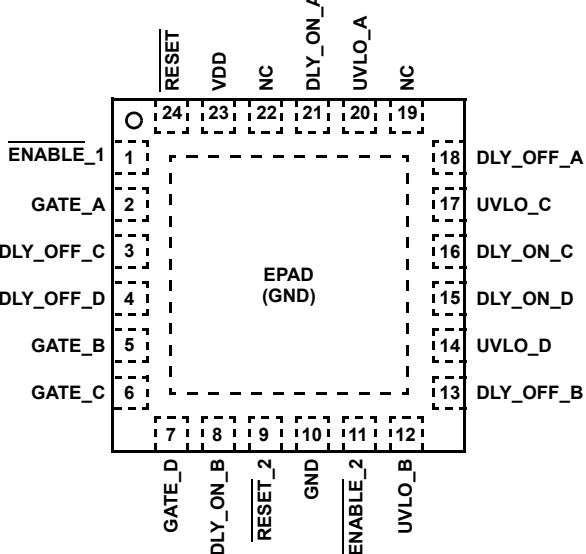 RESET
VDD
NC
DLY_ON_A
UVLO_A
NC
24
23
22
21
20
19
ENABLE_1
1
18
DLY_OFF_A
GATE_A
2
17
UVLO_C
DLY_OFF_C
3
16
DLY_ON_C
DLY_OFF_D
4
15
DLY_ON_D
GATE_B
5
14
UVLO_D
GATE_C
6
13
DLY_OFF_B
EPAD
(GND)
7
8
9
10
11
12
GATE_D
DLY_ON_B
RESET_2
GND
ENABLE_2
UVLO_B